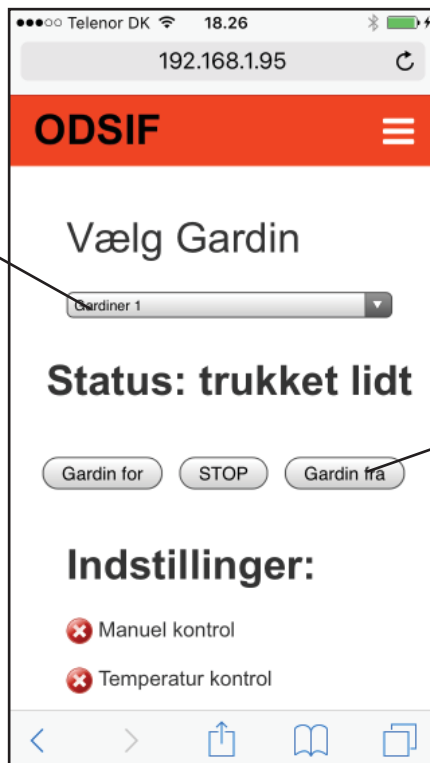 Telenor DK 18.26
192.168.1.95
ODSIF
Vælg Gardin
Gardiner 1
Status: trukket lidt
Gardin for STOP Gardin fra
Indstillinger:
Manuel kontrol
Temperatur kontrol